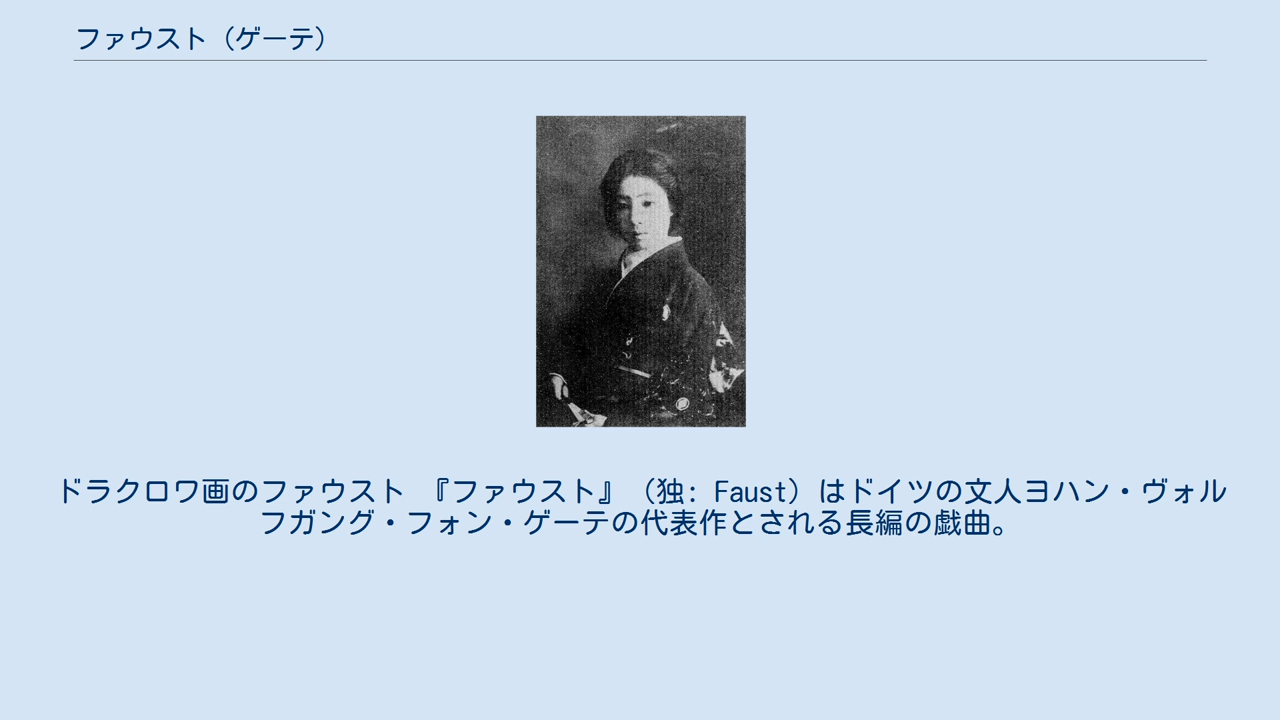 ファウスト（ゲーテ）
ドラクロワ画のファウスト 『ファウスト』（独: Faust）はドイツの文人ヨハン・ヴォル
フガング・フォン・ゲーテの代表作とされる長編の戯曲。